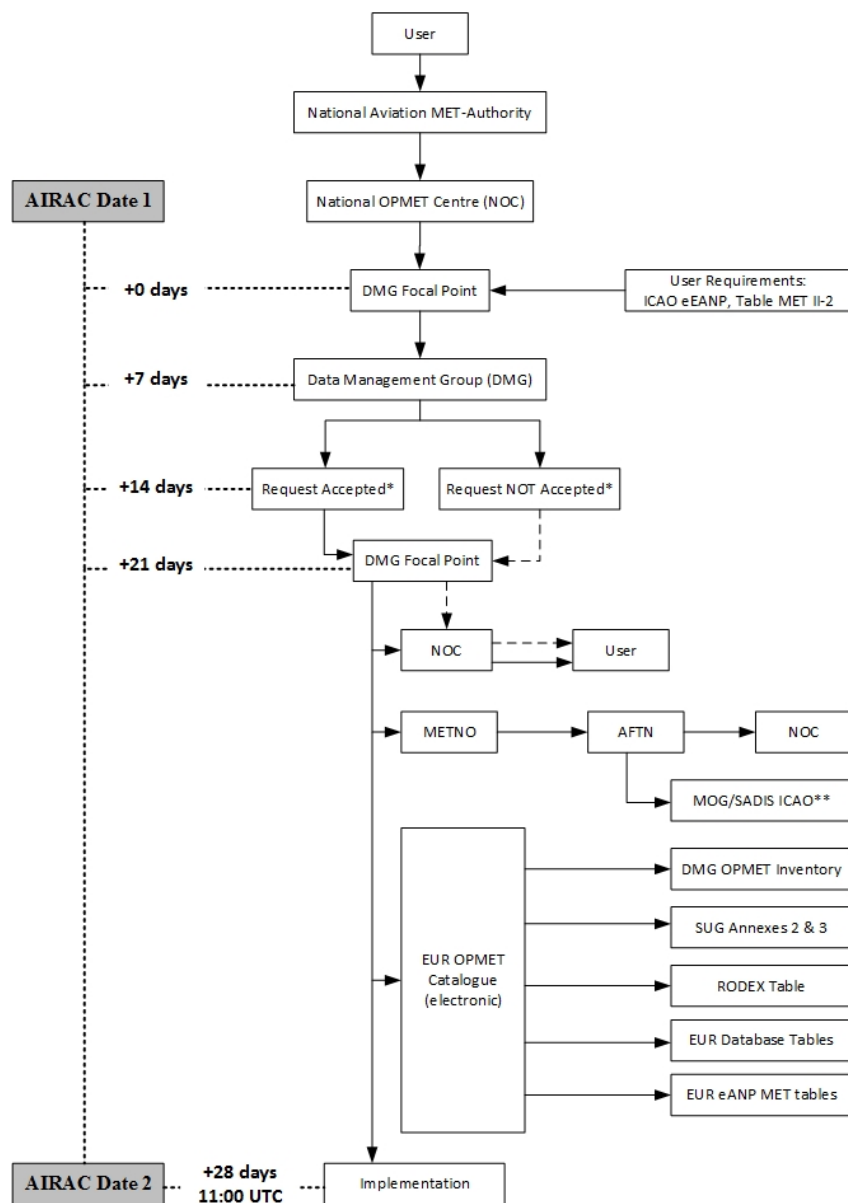 User
National Aviation MET-Authority
AIRAC Date 1
National OPMET Centre (NOC)
+0 days
DMG Focal Point
User Requirements:
ICAO eEANP, Table MET II-2
+7 days
Data Management Group (DMG)
+14 days
Request Accepted*
Request NOT Accepted*
+21 days
DMG Focal Point
NOC
User
METNO
AFTN
NOC
MOG/SADIS ICAO**
EUR OPMET
Catalogue
(electronic)
DMG OPMET Inventory
SUG Annexes 2 & 3
RODEX Table
EUR Database Tables
EUR eANP MET tables
AIRAC Date 2
+28 days
11:00 UTC
Implementation